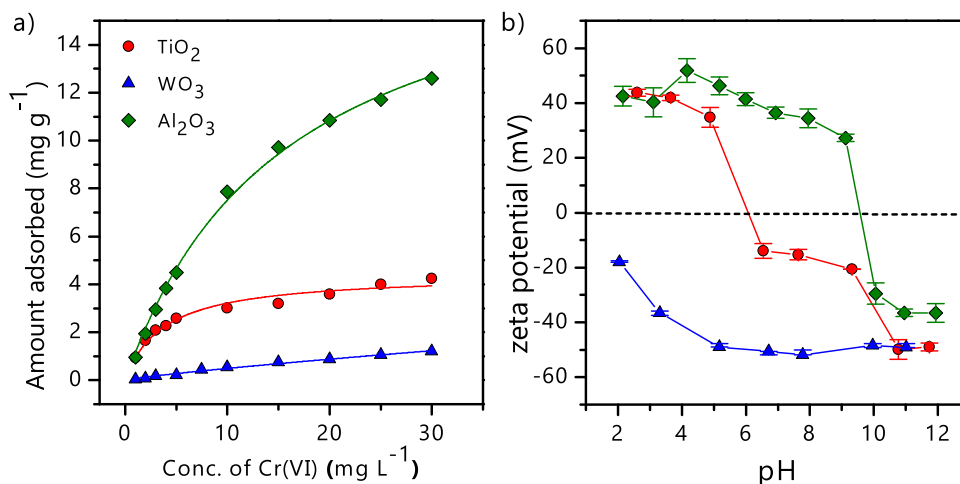 a)
Amount adsorbed (mg g⁻¹)
14
12
10
8
6
4
2
0
TiO₂
WO₃
Al₂O₃
0 10 20 30
Conc. of Cr(VI) (mg L⁻¹)
b)
zeta potential (mV)
60
40
20
0
-20
-40
-60
2 4 6 8 10 12
pH